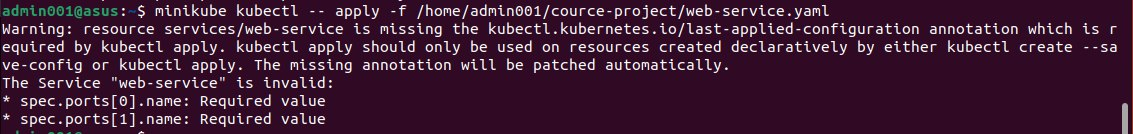 admin001@asus:~$ minikube kubectl -- apply -f /home/admin001/cource-project/web-service.yaml
Warning: resource services/web-service is missing the kubectl.kubernetes.io/last-applied-configuration annotation which is r
equired by kubectl apply. kubectl apply should only be used on resources created declaratively by either kubectl create --sa
ve-config or kubectl apply. The missing annotation will be patched automatically.
The Service "web-service" is invalid:
* spec.ports[0].name: Required value
* spec.ports[1].name: Required value